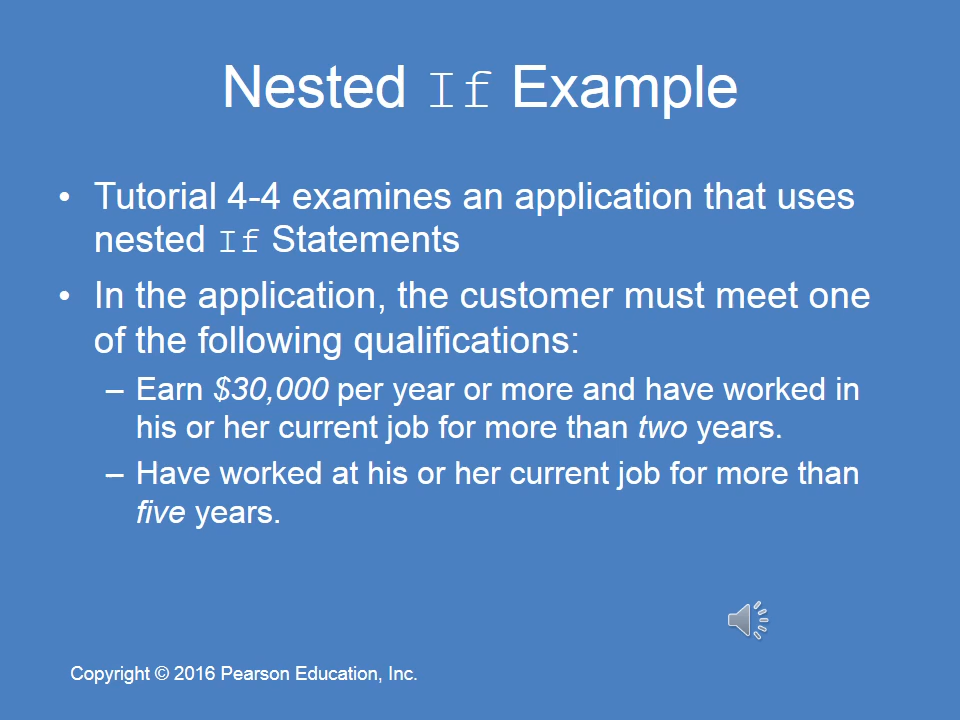 Nested If Example
• Tutorial 4-4 examines an application that uses
nested If Statements
• In the application, the customer must meet one
of the following qualifications:
– Earn $30,000 per year or more and have worked in
his or her current job for more than two years.
– Have worked at his or her current job for more than
five years.
Copyright © 2016 Pearson Education, Inc.